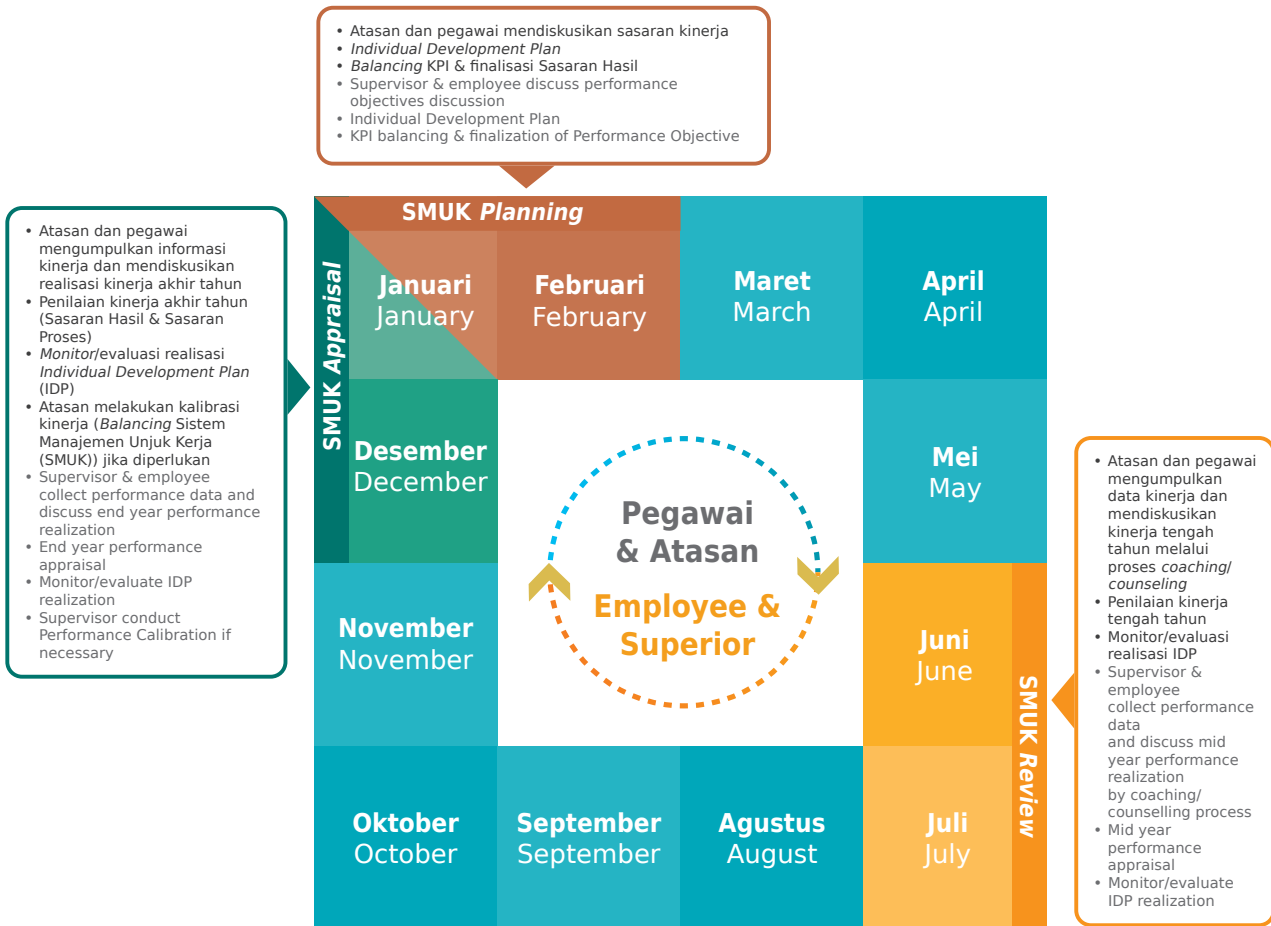 • Atasan dan pegawai mendiskusikan sasaran kinerja
• Individual Development Plan
• Balancing KPI & finalisasi Sasaran Hasil
• Supervisor & employee discuss performance
objectives discussion
• Individual Development Plan
• KPI balancing & finalization of Performance Objective
• Atasan dan pegawai
mengumpulkan informasi
kinerja dan mendiskusikan
realisasi kinerja akhir tahun
• Penilaian kinerja akhir tahun
(Sasaran Hasil & Sasaran
Proses)
• Monitor/evaluasi realisasi
Individual Development Plan
(IDP)
• Atasan melakukan kalibrasi
kinerja (Balancing Sistem
Manajemen Unjuk Kerja
(SMUK)) jika diperlukan
• Supervisor & employee
collect performance data and
discuss end year performance
realization
• End year performance
appraisal
• Monitor/evaluate IDP
realization
• Supervisor conduct
Performance Calibration if
necessary
SMUK Appraisal
SMUK Planning
Januari
January
Februari
February
Maret
March
April
April
Mei
May
Juni
June
Juli
July
Agustus
August
September
September
Oktober
October
November
November
Desember
December
Pegawai
& Atasan
Employee &
Superior
SMUK Review
• Atasan dan pegawai
mengumpulkan
data kinerja dan
mendiskusikan
kinerja tengah
tahun melalui
proses coaching/
counseling
• Penilaian kinerja
tengah tahun
• Monitor/evaluasi
realisasi IDP
• Supervisor &
employee
collect performance
data
and discuss mid
year performance
realization
by coaching/
counselling process
• Mid year
performance
appraisal
• Monitor/evaluate
IDP realization